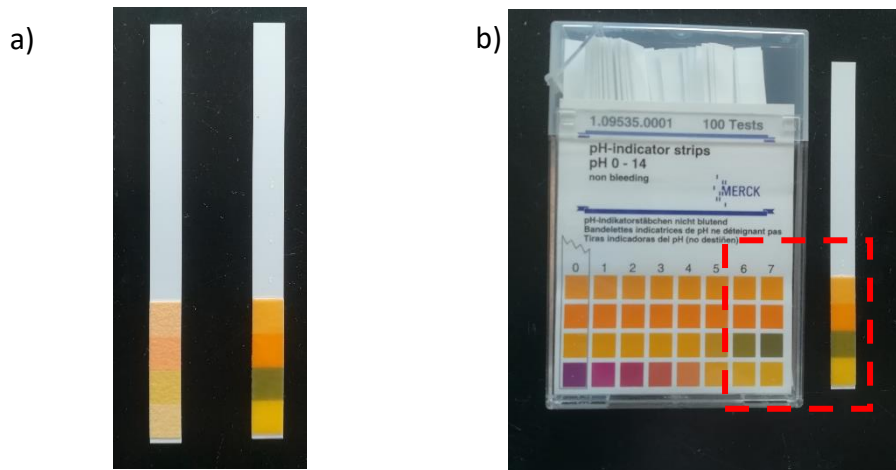 a)
b)
1.09535.0001 100 Tests
pH-indicator strips
pH 0 - 14
non bleeding
MERCK
pH-Indikatorstäbchen nicht blutend
Bandelettes indicatrices de pH ne déteignant pas
Tiras indicadoras del pH (no destiñen)
0 1 2 3 4 5 6 7